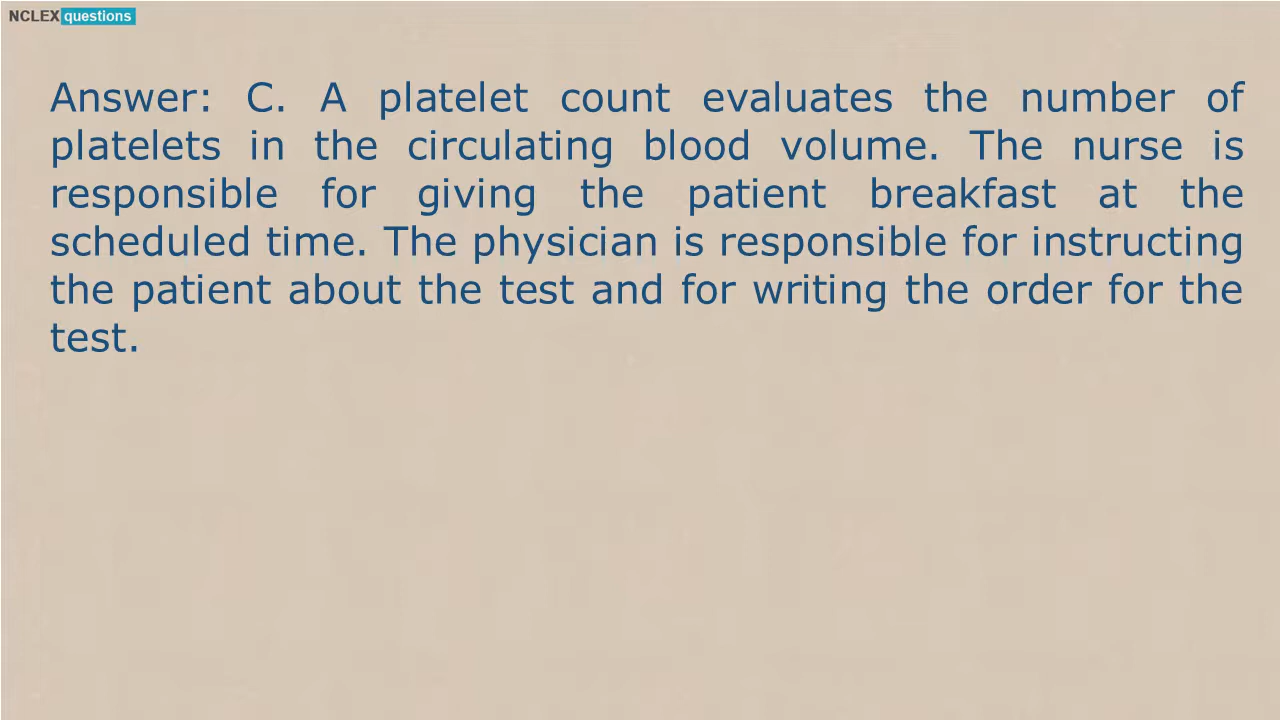 NCLEX questions
Answer: C. A platelet count evaluates the number of
platelets in the circulating blood volume. The nurse is
responsible for giving the patient breakfast at the
scheduled time. The physician is responsible for instructing
the patient about the test and for writing the order for the
test.